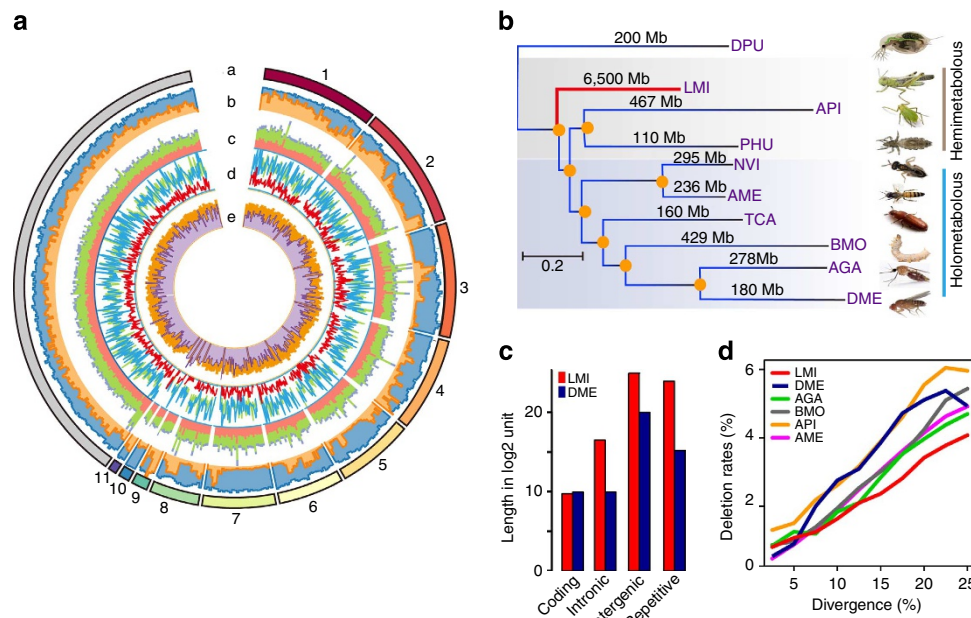 a
a
b
c
d
e
1
2
3
4
5
6
7
8
9
10
11
b
200 Mb
DPU
6,500 Mb
LMI
467 Mb
API
110 Mb
PHU
295 Mb
NVI
236 Mb
AME
160 Mb
TCA
429 Mb
BMO
278Mb
AGA
180 Mb
DME
0.2
Hemimetabolous
Holometabolous
c
LMI
DME
Length in log2 unit
20
10
0
Coding
Intronic
tergenic
Repetitive
d
LMI
DME
AGA
BMO
API
AME
Deletion rates (%)
6
4
2
0
5
10
15
20
25
Divergence (%)